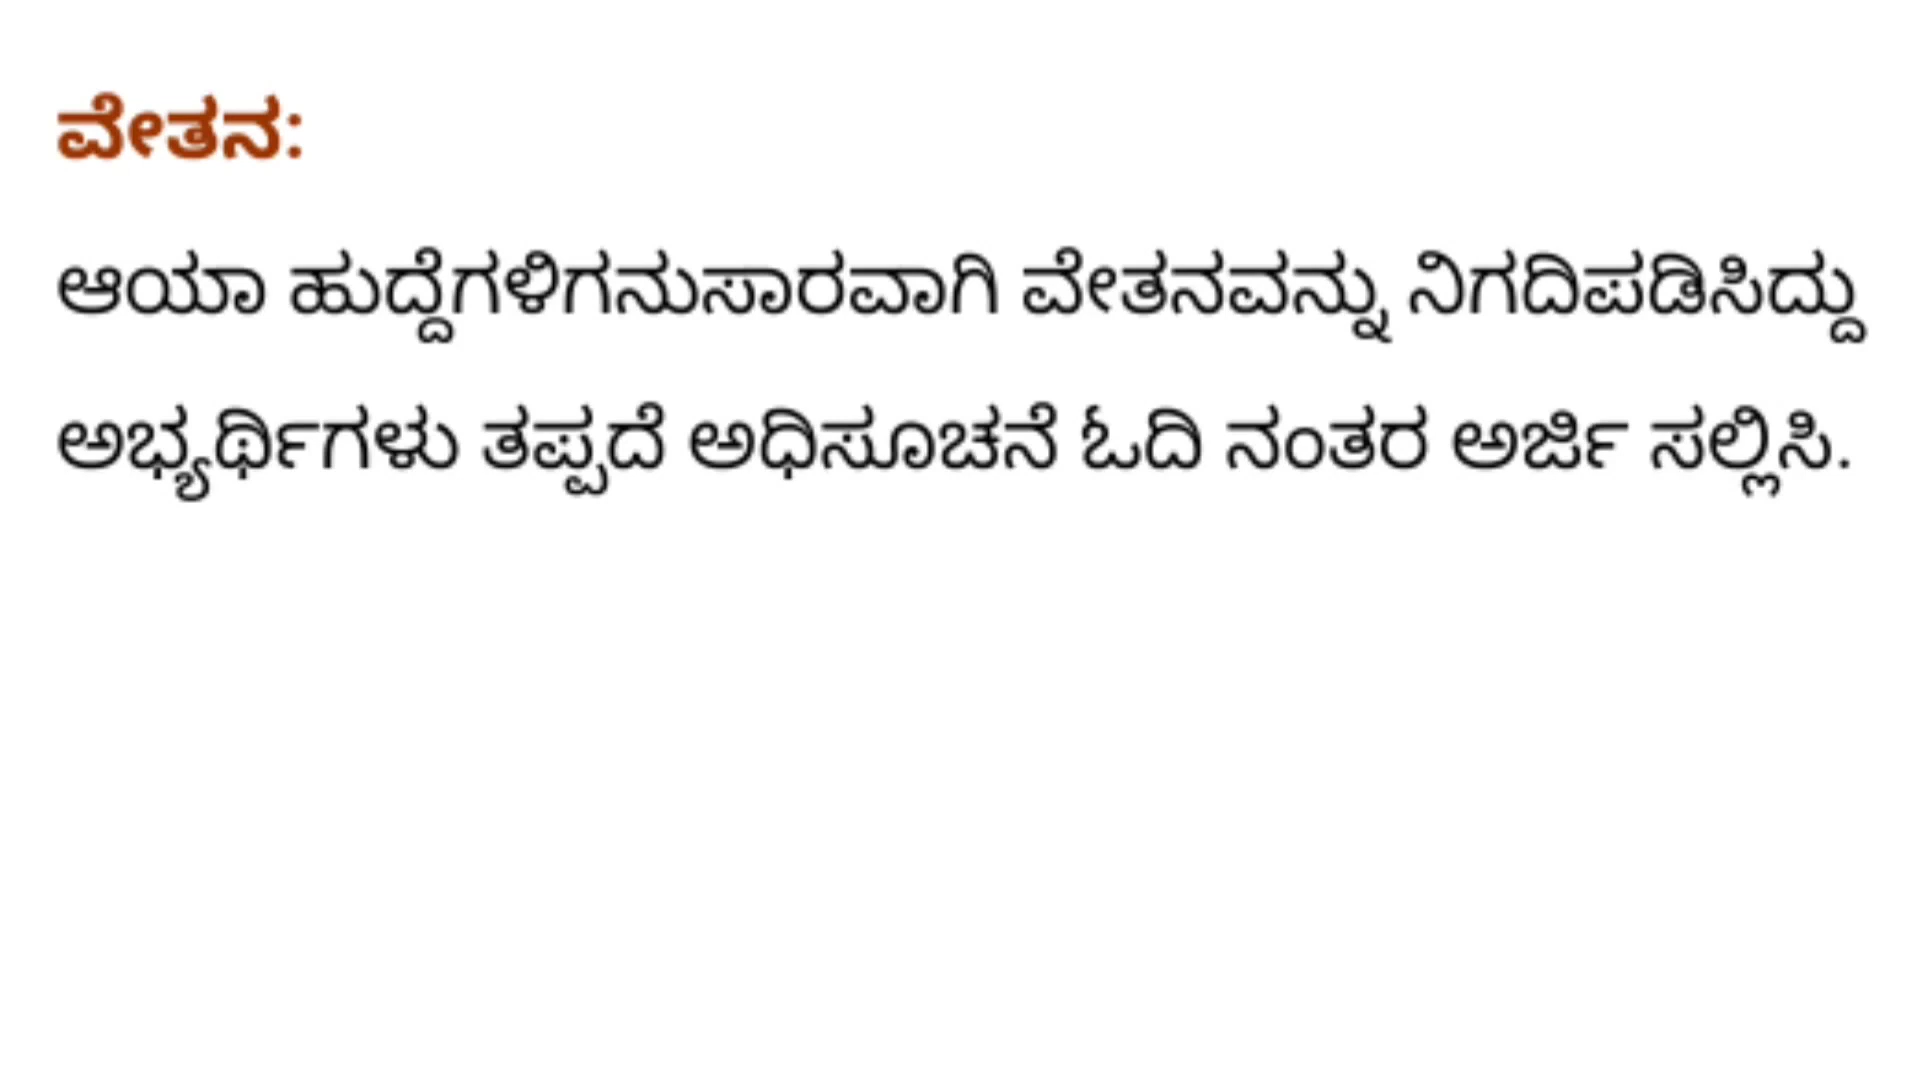 ವೇತನ:
ಆಯಾ ಹುದ್ದೆಗಳಿಗನುಸಾರವಾಗಿ ವೇತನವನ್ನು ನಿಗದಿಪಡಿಸಿದ್ದು
ಅಭ್ಯರ್ಥಿಗಳು ತಪ್ಪದೆ ಅಧಿಸೂಚನೆ ಓದಿ ನಂತರ ಅರ್ಜಿ ಸಲ್ಲಿಸಿ.